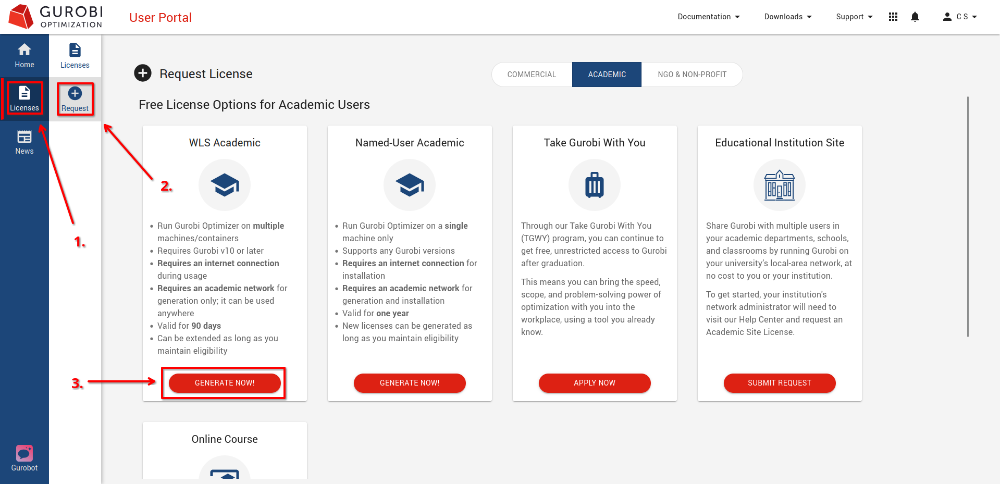 GUROBI
OPTIMIZATION
User Portal
Documentation
Downloads
Support
C S
Home
Licenses
News
Gurobot
Licenses
Request
1.
2.
3.
Request License
COMMERCIAL
ACADEMIC
NGO & NON-PROFIT
Free License Options for Academic Users
WLS Academic
• Run Gurobi Optimizer on multiple
machines/containers
• Requires Gurobi v10 or later
• Requires an internet connection
during usage
• Requires an academic network for
generation only; it can be used
anywhere
• Valid for 90 days
• Can be extended as long as you
maintain eligibility
GENERATE NOW!
Named-User Academic
• Run Gurobi Optimizer on a single
machine only
• Supports any Gurobi versions
• Requires an internet connection for
installation
• Requires an academic network for
generation and installation
• Valid for one year
• New licenses can be generated as
long as you maintain eligibility
GENERATE NOW!
Take Gurobi With You
Through our Take Gurobi With You
(TGWY) program, you can continue to
get free, unrestricted access to Gurobi
after graduation.
This means you can bring the speed,
scope, and problem-solving power of
optimization with you into the
workplace, using a tool you already
know.
APPLY NOW
Educational Institution Site
Share Gurobi with multiple users in
your academic departments, schools,
and classrooms by running Gurobi on
your university’s local-area network, at
no cost to you or your institution.
To get started, your institution's
network administrator will need to
visit our Help Center and request an
Academic Site License.
SUBMIT REQUEST
Online Course